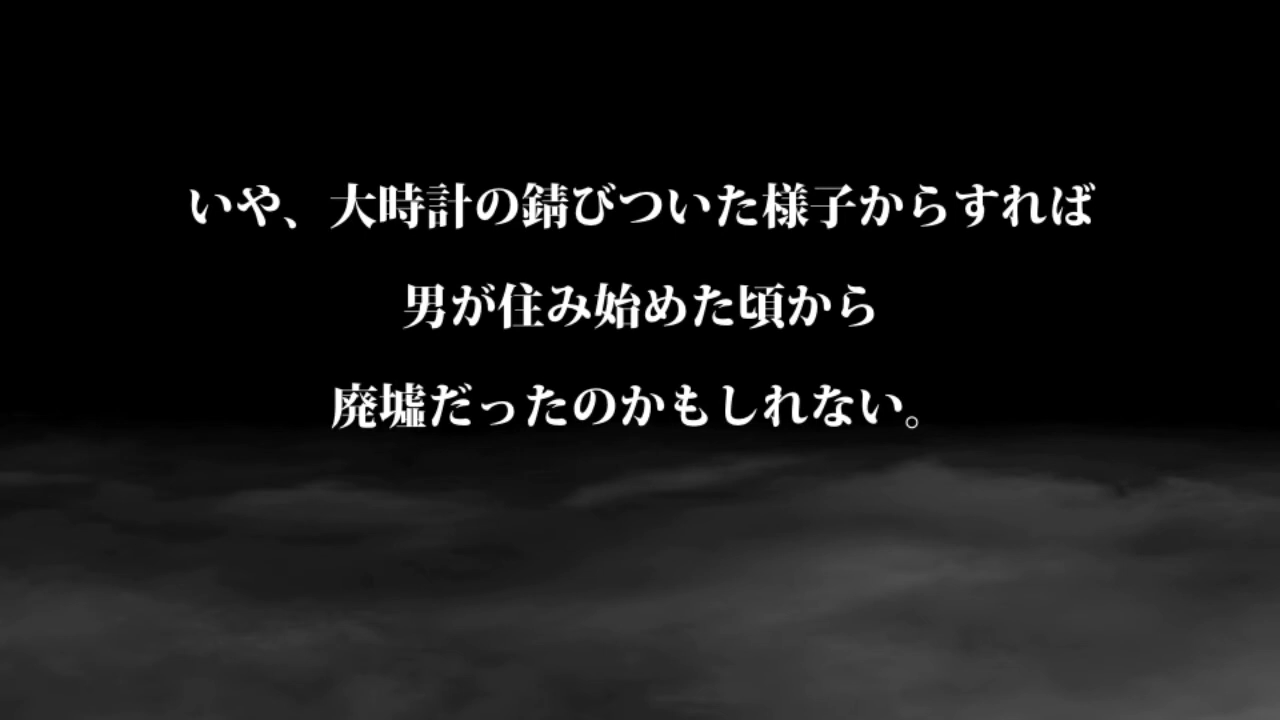 いや、大時計の錆びついた様子からすれば
男が住み始めた頃から
廃墟だったのかもしれない。